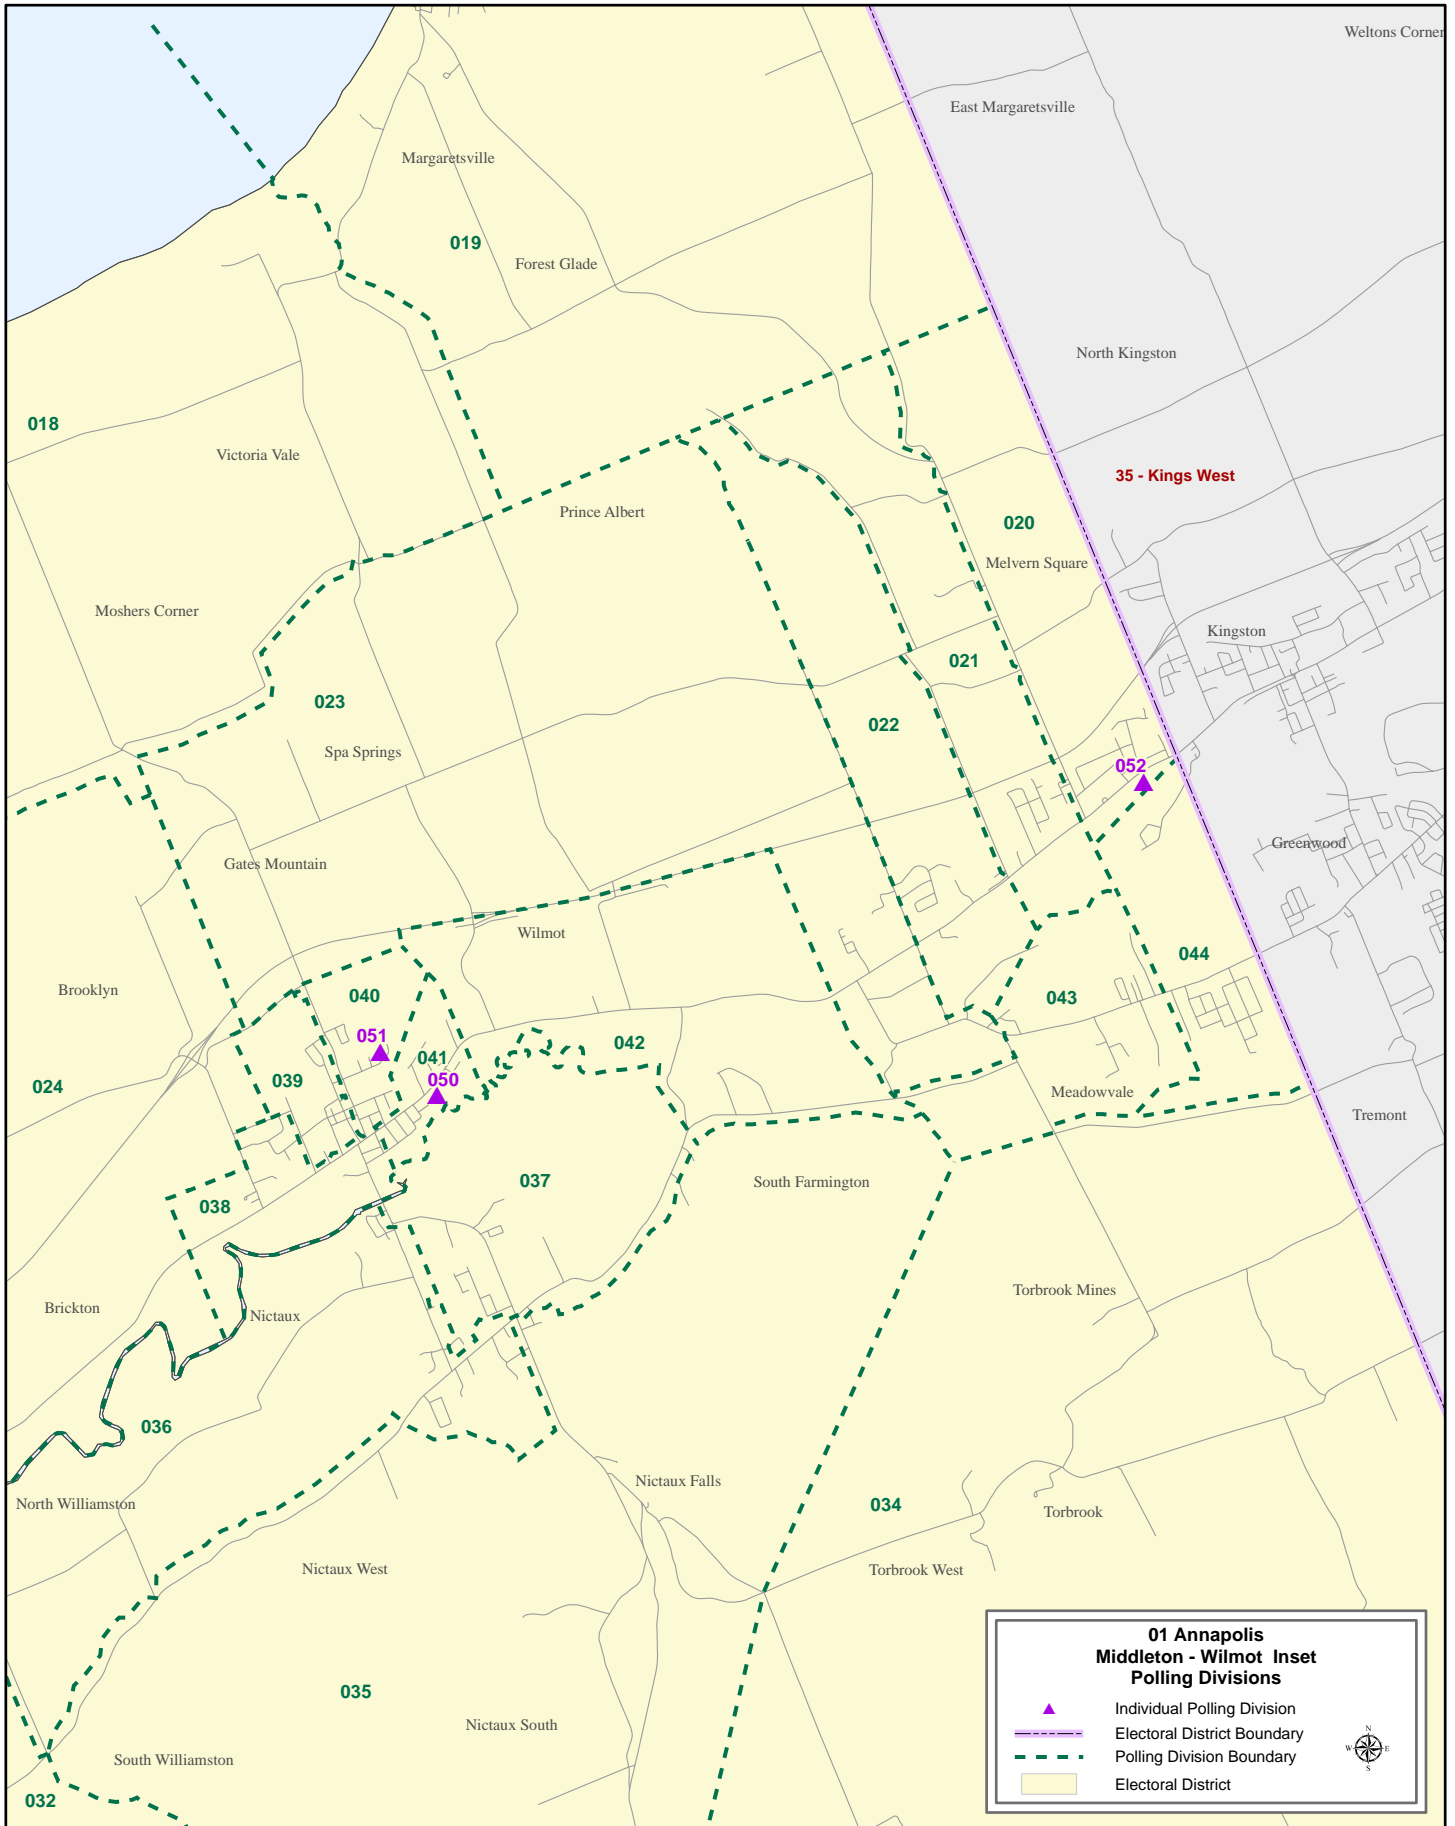 Weltons Corner
East Margaretsville
Margaretsville
019
Forest Glade
North Kingston
018
Victoria Vale
35 - Kings West
Prince Albert
020
Melvern Square
Moshers Corner
Kingston
021
023
022
Spa Springs
052
Gates Mountain
Greenwood
Wilmot
044
Brooklyn
040
043
051
042
041
039
050
024
Meadowvale
Tremont
037
South Farmington
038
Torbrook Mines
Brickton
Nictaux
036
Nictaux Falls
North Williamston
034
Torbrook
Nictaux West
Torbrook West
035
Nictaux South
South Williamston
032
01 Annapolis
Middleton - Wilmot Inset
Polling Divisions
Individual Polling Division
Electoral District Boundary
Polling Division Boundary
Electoral District
N
W E
S